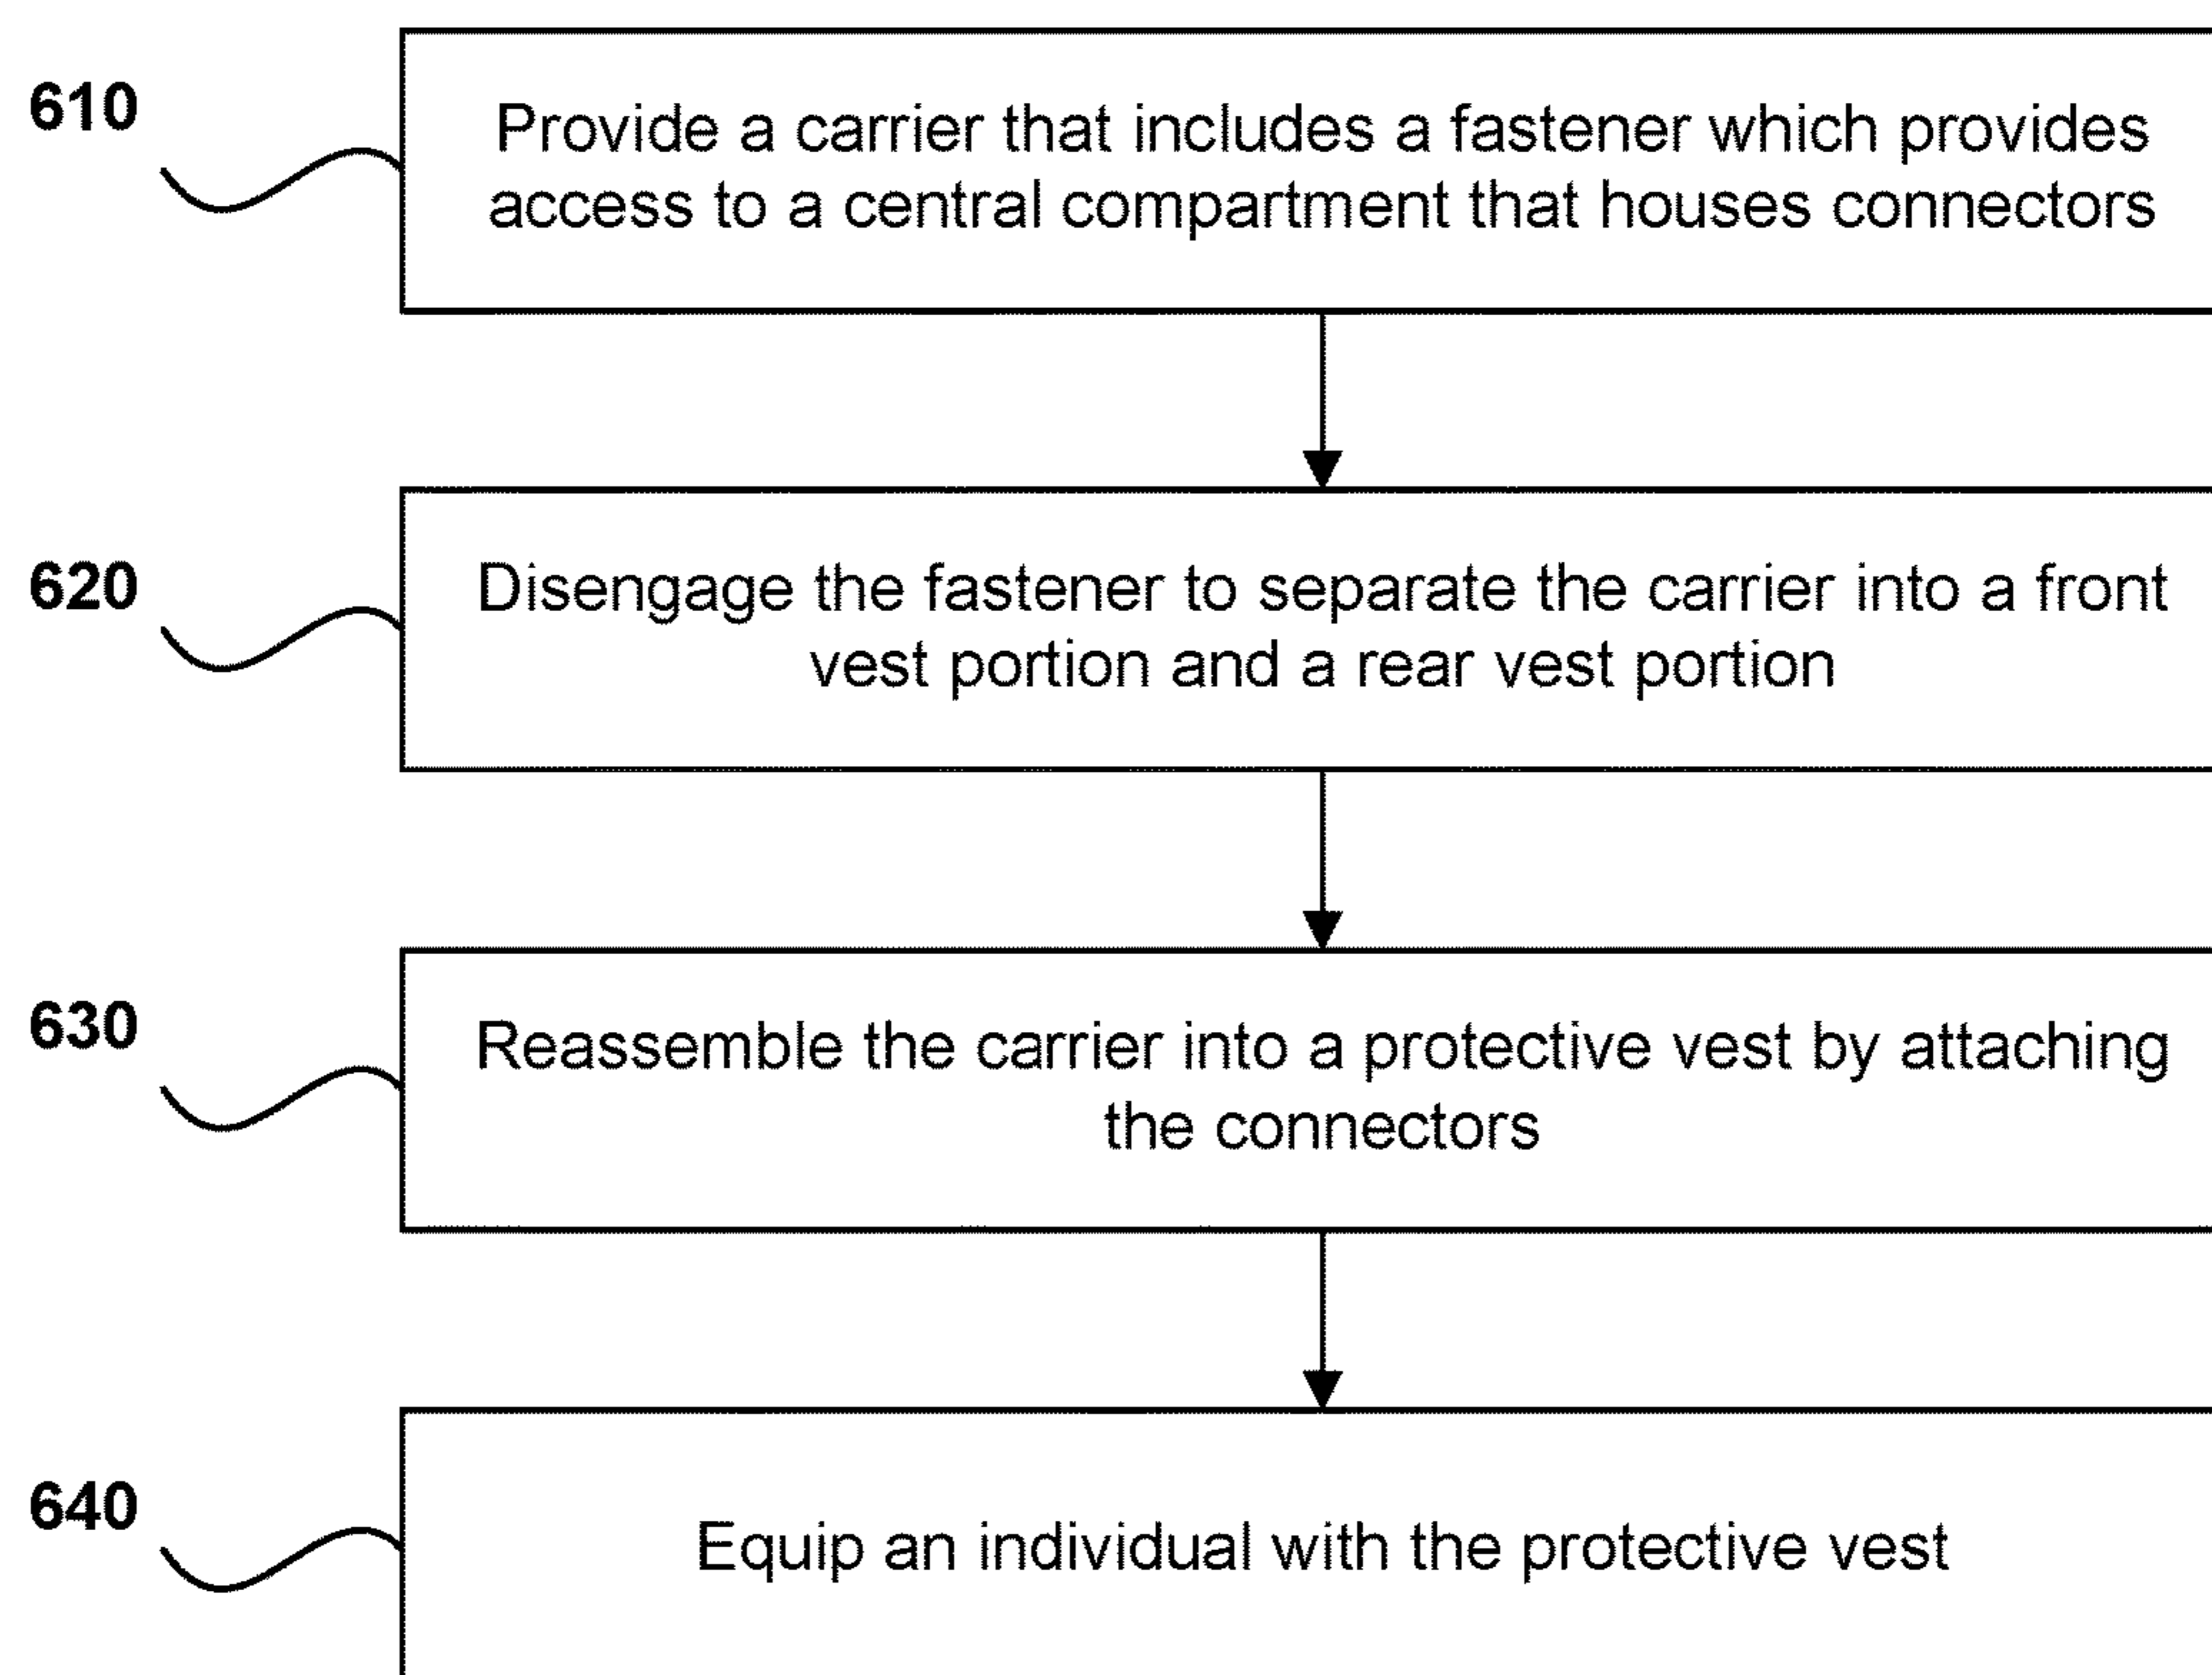 610
Provide a carrier that includes a fastener which provides
access to a central compartment that houses connectors
620
Disengage the fastener to separate the carrier into a front
vest portion and a rear vest portion
630
Reassemble the carrier into a protective vest by attaching
the connectors
640
Equip an individual with the protective vest